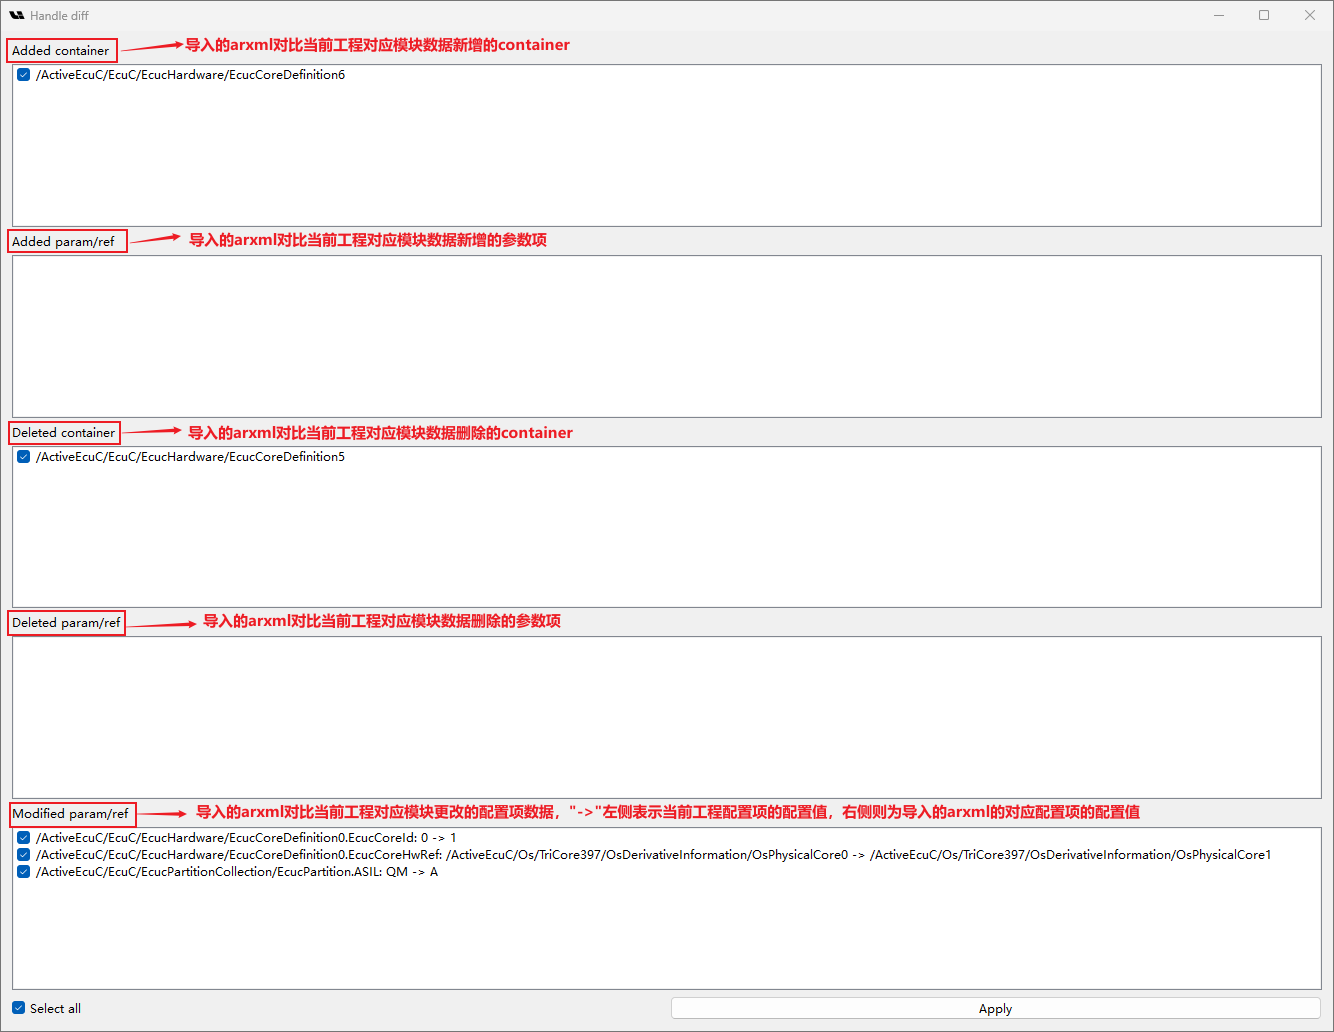 Handle diff
Added container
导入的arxml对比当前工程对应模块数据新增的container
/ActiveEcuC/EcuC/EcucHardware/EcucCoreDefinition6
Added param/ref
导入的arxml对比当前工程对应模块数据新增的参数项
Deleted container
导入的arxml对比当前工程对应模块数据删除的container
/ActiveEcuC/EcuC/EcucHardware/EcucCoreDefinition5
Deleted param/ref
导入的arxml对比当前工程对应模块数据删除的参数项
Modified param/ref
导入的arxml对比当前工程对应模块更改的配置项数据，"->"左侧表示当前工程配置项的配置值，右侧则为导入的arxml的对应配置项的配置值
/ActiveEcuC/EcuC/EcucHardware/EcucCoreDefinition0.EcucCoreId: 0 -> 1
/ActiveEcuC/EcuC/EcucHardware/EcucCoreDefinition0.EcucCoreHwRef: /ActiveEcuC/Os/TriCore397/OsDerivativeInformation/OsPhysicalCore0 -> /ActiveEcuC/Os/TriCore397/OsDerivativeInformation/OsPhysicalCore1
/ActiveEcuC/EcuC/EcucPartitionCollection/EcucPartition.ASIL: QM -> A
Select all
Apply